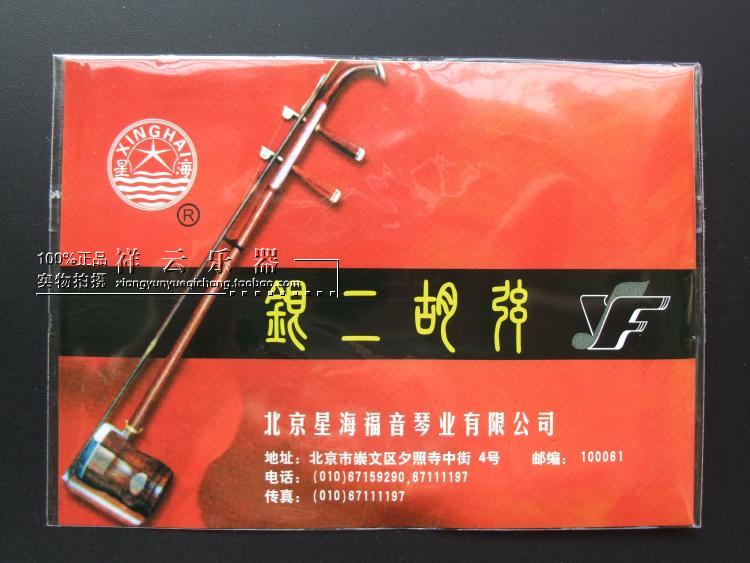 XINGHAI
星海
®
100%正品 祥云乐器
实物拍摄 xiangyunyueqichang.taobao.com
銀二胡弦 YF
北京星海福音琴业有限公司
地址：北京市崇文区夕照寺中街 4号 邮编：100061
电话：(010)67159290,67111197
传真：(010)67111197